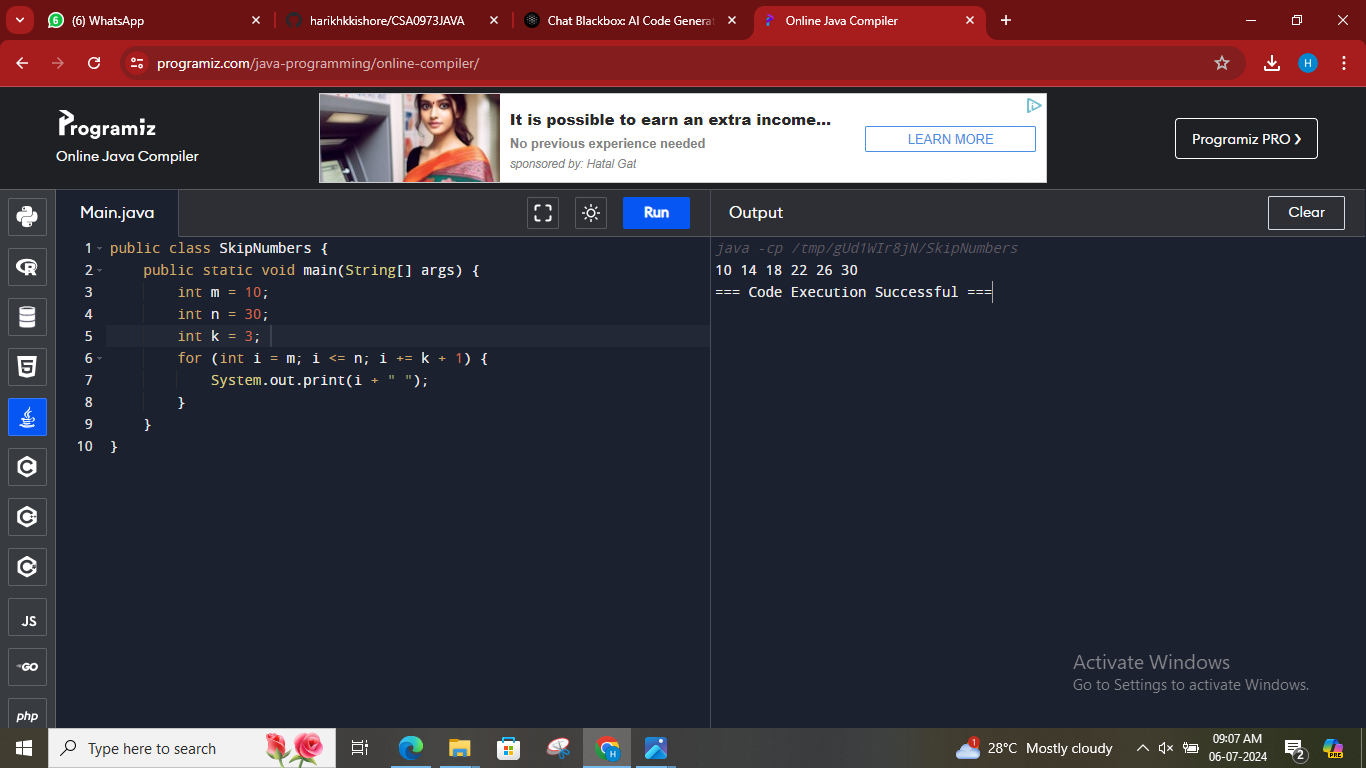 (6) WhatsApp
harikhkkishore/CSA0973JAVA
Chat Blackbox: AI Code Generat
Online Java Compiler
programiz.com/java-programming/online-compiler/
H
Programiz
Online Java Compiler
It is possible to earn an extra income...
No previous experience needed
sponsored by: Hatal Gat
LEARN MORE
Programiz PRO ❯
Main.java
Run
Output
Clear
1 public class SkipNumbers {
2     public static void main(String[] args) {
3         int m = 10;
4         int n = 30;
5         int k = 3;
6         for (int i = m; i <= n; i += k + 1) {
7             System.out.print(i + " ");
8         }
9     }
10 }
java -cp /tmp/gUd1WIr8jN/SkipNumbers
10 14 18 22 26 30
=== Code Execution Successful ===
JS
GO
php
Activate Windows
Go to Settings to activate Windows.
Type here to search
28°C Mostly cloudy
09:07 AM
06-07-2024
2
PRE